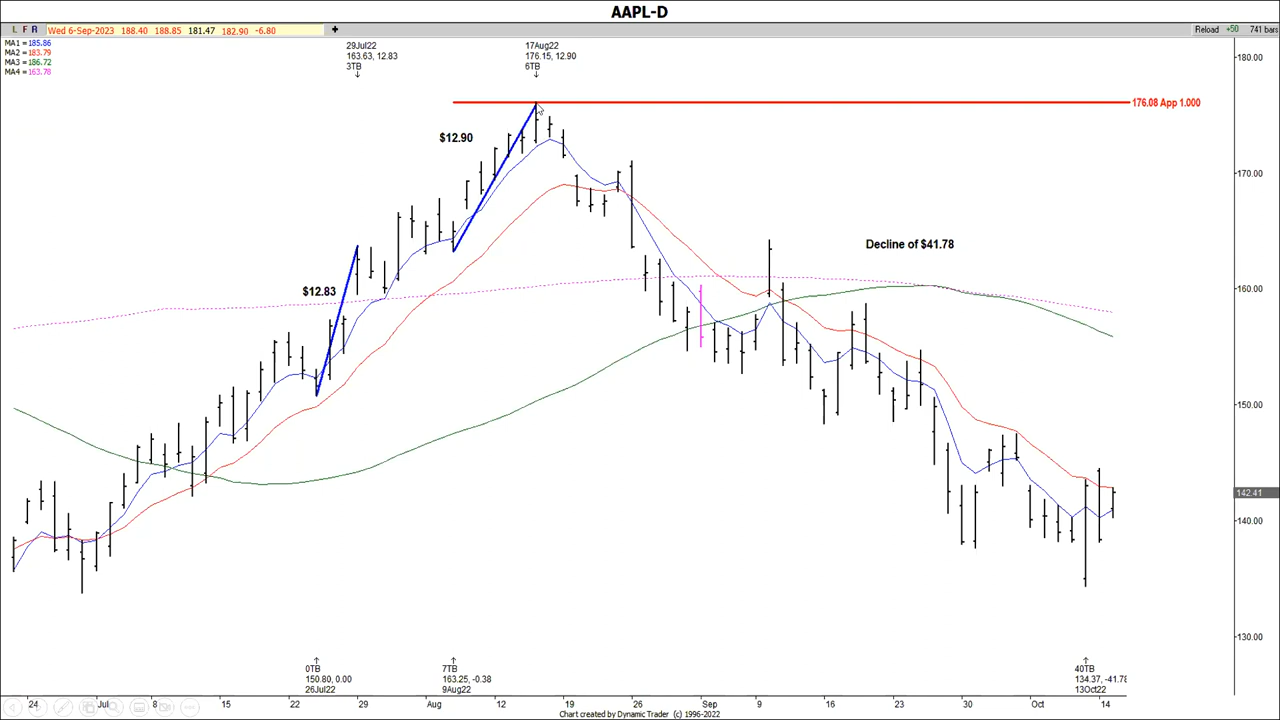 AAPL-D
L F R Wed 6-Sep-2023 188.40 188.85 181.47 182.90 -6.80 + Reload +50 741 bars
MA1 = 185.86
MA2 = 183.79
MA3 = 186.72
MA4 = 163.78
29Jul22
163.63, 12.83
3TB
17Aug22
176.15, 12.90
6TB
180.00
176.08 App 1.000
$12.90
170.00
Decline of $41.78
$12.83
160.00
150.00
142.41
140.00
130.00
0TB
150.80, 0.00
26Jul22
7TB
163.25, -0.38
9Aug22
40TB
134.37, -41.78
13Oct22
24 Jul 8 15 22 Aug 8 12 19 26 Sep 9 16 23 30 Oct 14
Chart created by Dynamic Trader (c) 1996-2022